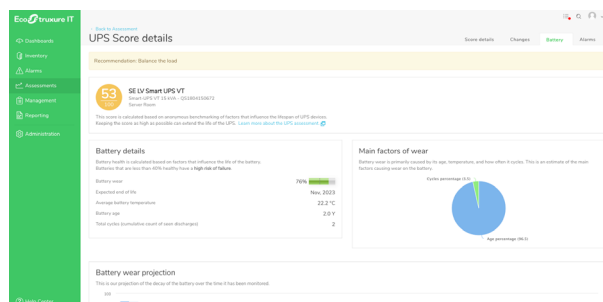 EcoStruxure IT
Back to Assessment
UPS Score details
Score details
Changes
Battery
Alarms
Dashboards
Inventory
Alarms
Assessments
Management
Reporting
Administration
Help Center
Recommendation: Balance the load
53
SE LV Smart UPS VT
Server Room
This score is calculated based on anonymous benchmarking of factors that influence the lifespan of UPS devices.
Keeping the score as high as possible can extend the life of the UPS. Learn more about the UPS assessment
Battery details
Battery health is calculated based on factors that influence the life of the battery.
Batteries that are less than 40% healthy have a high risk of failure.
Battery wear
76%
Expected end of life
Nov, 2023
Average battery temperature
22.2 °C
Battery age
2.0 Y
Total cycles (cumulative count of seen discharges)
2
Main factors of wear
Battery wear is primarily caused by its age, temperature, and how often it cycles. This is an estimate of the main
factors causing wear on the battery.
Battery wear projection
This is our projection of the decay of the battery over the time it has been monitored